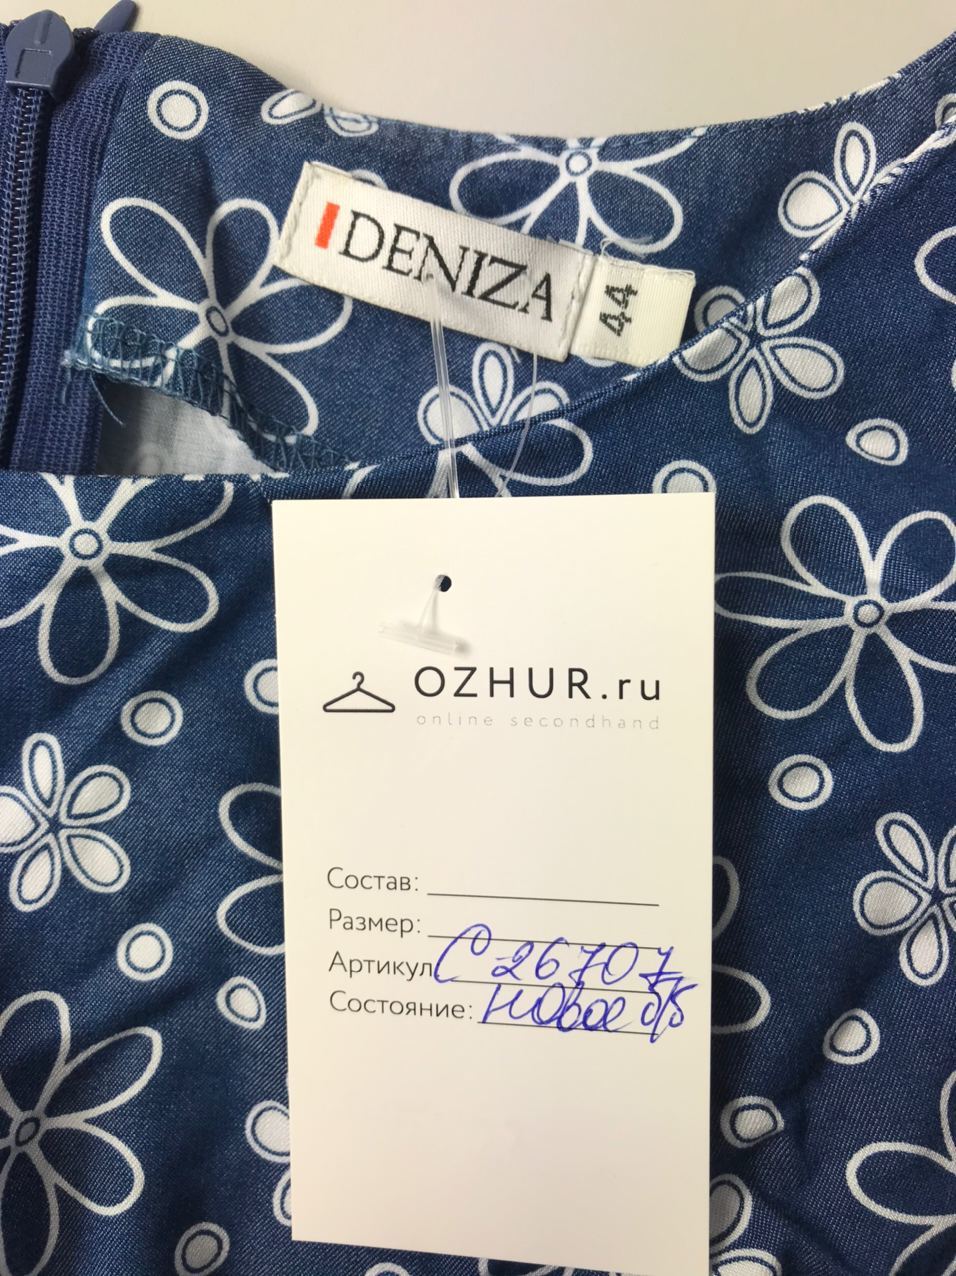 DENIZA
44
OZHUR.ru
online secondhand
Состав:
Размер:
Артикул С 26707
Состояние: новое б/б